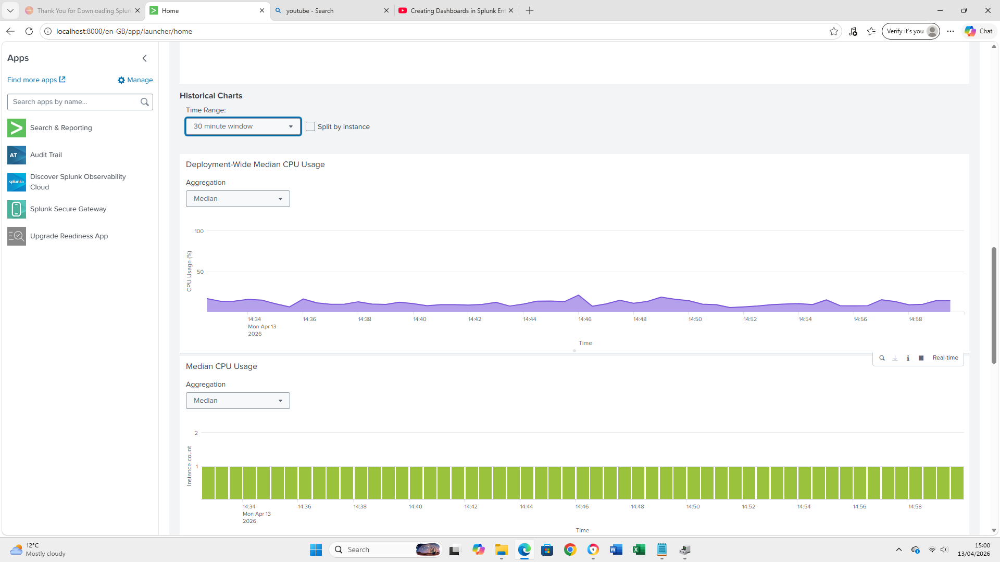 Thank You for Downloading Splun
Home
youtube - Search
Creating Dashboards in Splunk Ent
localhost:8000/en-GB/app/launcher/home
Verify it's you
Chat
Apps
Find more apps
Manage
Search apps by name...
Search & Reporting
AT
Audit Trail
splunk>
Discover Splunk Observability
Cloud
Splunk Secure Gateway
Upgrade Readiness App
Historical Charts
Time Range:
30 minute window
Split by instance
Deployment-Wide Median CPU Usage
Aggregation
Median
100
50
CPU Usage (%)
14:34 14:36 14:38 14:40 14:42 14:44 14:46 14:48 14:50 14:52 14:54 14:56 14:58
Mon Apr 13
2026
Time
Real-time
Median CPU Usage
Aggregation
Median
2
1
Instance count
14:34 14:36 14:38 14:40 14:42 14:44 14:46 14:48 14:50 14:52 14:54 14:56 14:58
Mon Apr 13
2026
Time
12°C
Mostly cloudy
Search
15:00
13/04/2026